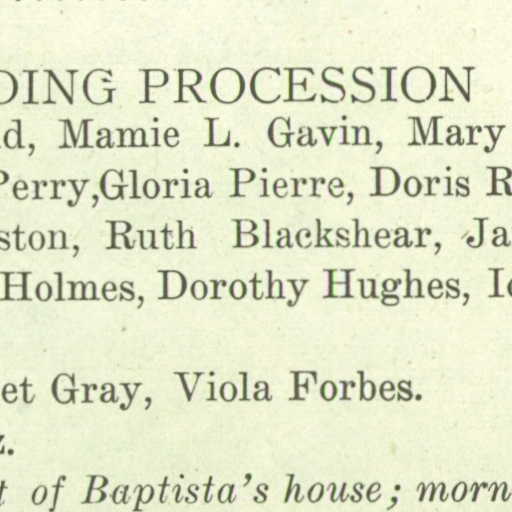 DING PROCESSION
d, Mamie L. Gavin, Mary
Perry,Gloria Pierre, Doris R
ston, Ruth Blackshear, Ja
Holmes, Dorothy Hughes, Id
et Gray, Viola Forbes.
z.
t of Baptista's house; morn